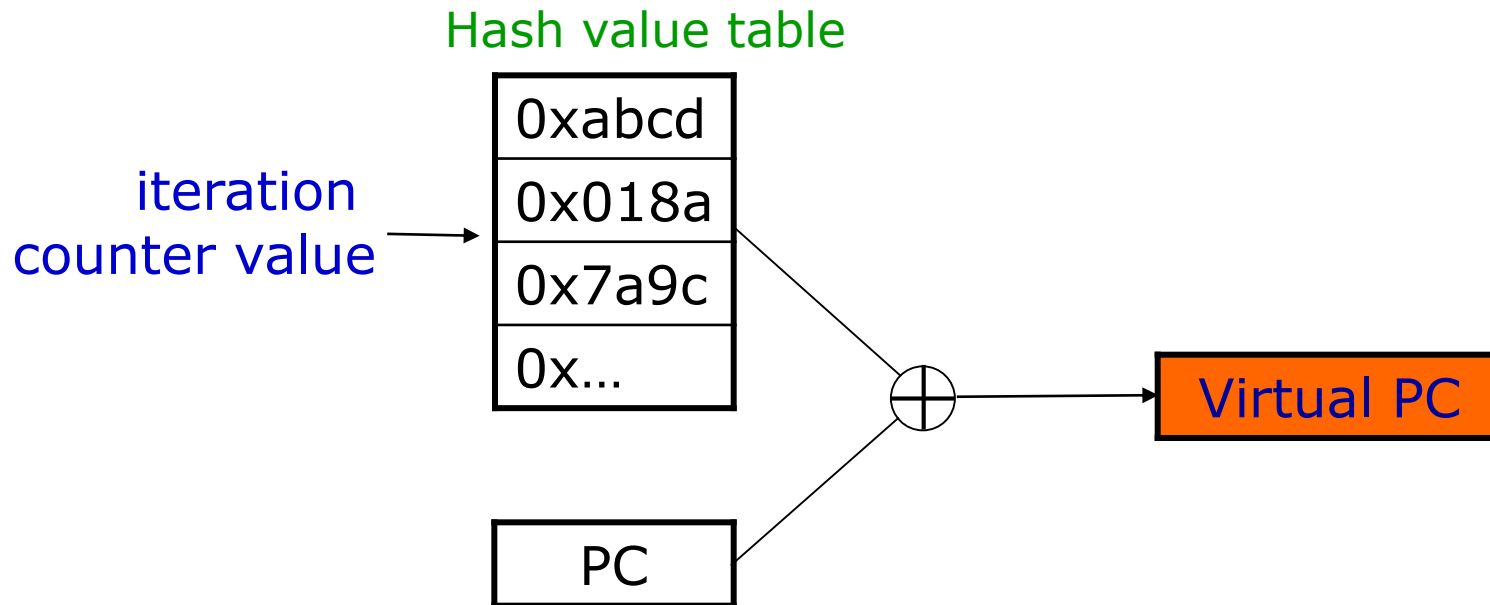 Hash value table
0xabcd
iteration
counter value
0x018a
0x7a9c
0x...
Virtual PC
PC